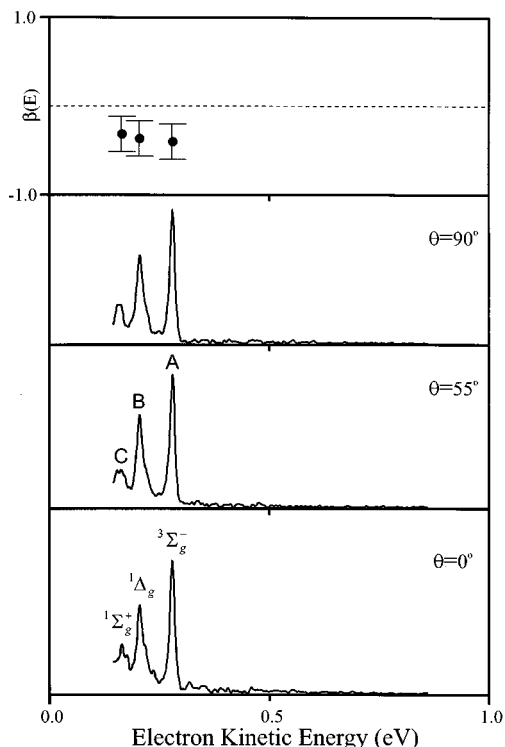 1.0
β(E)
-1.0
θ=90°
A
B
C
θ=55°
³Σg⁻
¹Δg
¹Σg⁺
θ=0°
0.0 0.5 1.0
Electron Kinetic Energy (eV)